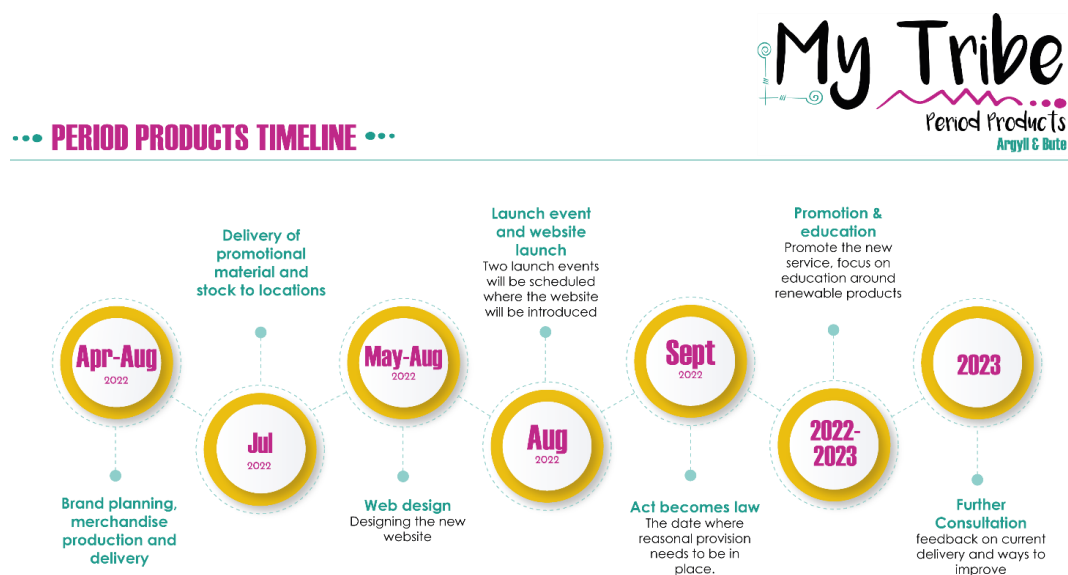 My Tribe
Period Products
Argyll & Bute
PERIOD PRODUCTS TIMELINE
Apr-Aug
2022
Brand planning,
merchandise
production and
delivery
Delivery of
promotional
material and
stock to locations
Jul
2022
May-Aug
2022
Web design
Designing the new
website
Launch event
and website
launch
Two launch events
will be scheduled
where the website
will be introduced
Aug
2022
Sept
2022
Act becomes law
The date where
reasonal provision
needs to be in
place.
Promotion &
education
Promote the new
service, focus on
education around
renewable products
2022-
2023
2023
Further
Consultation
feedback on current
delivery and ways to
improve